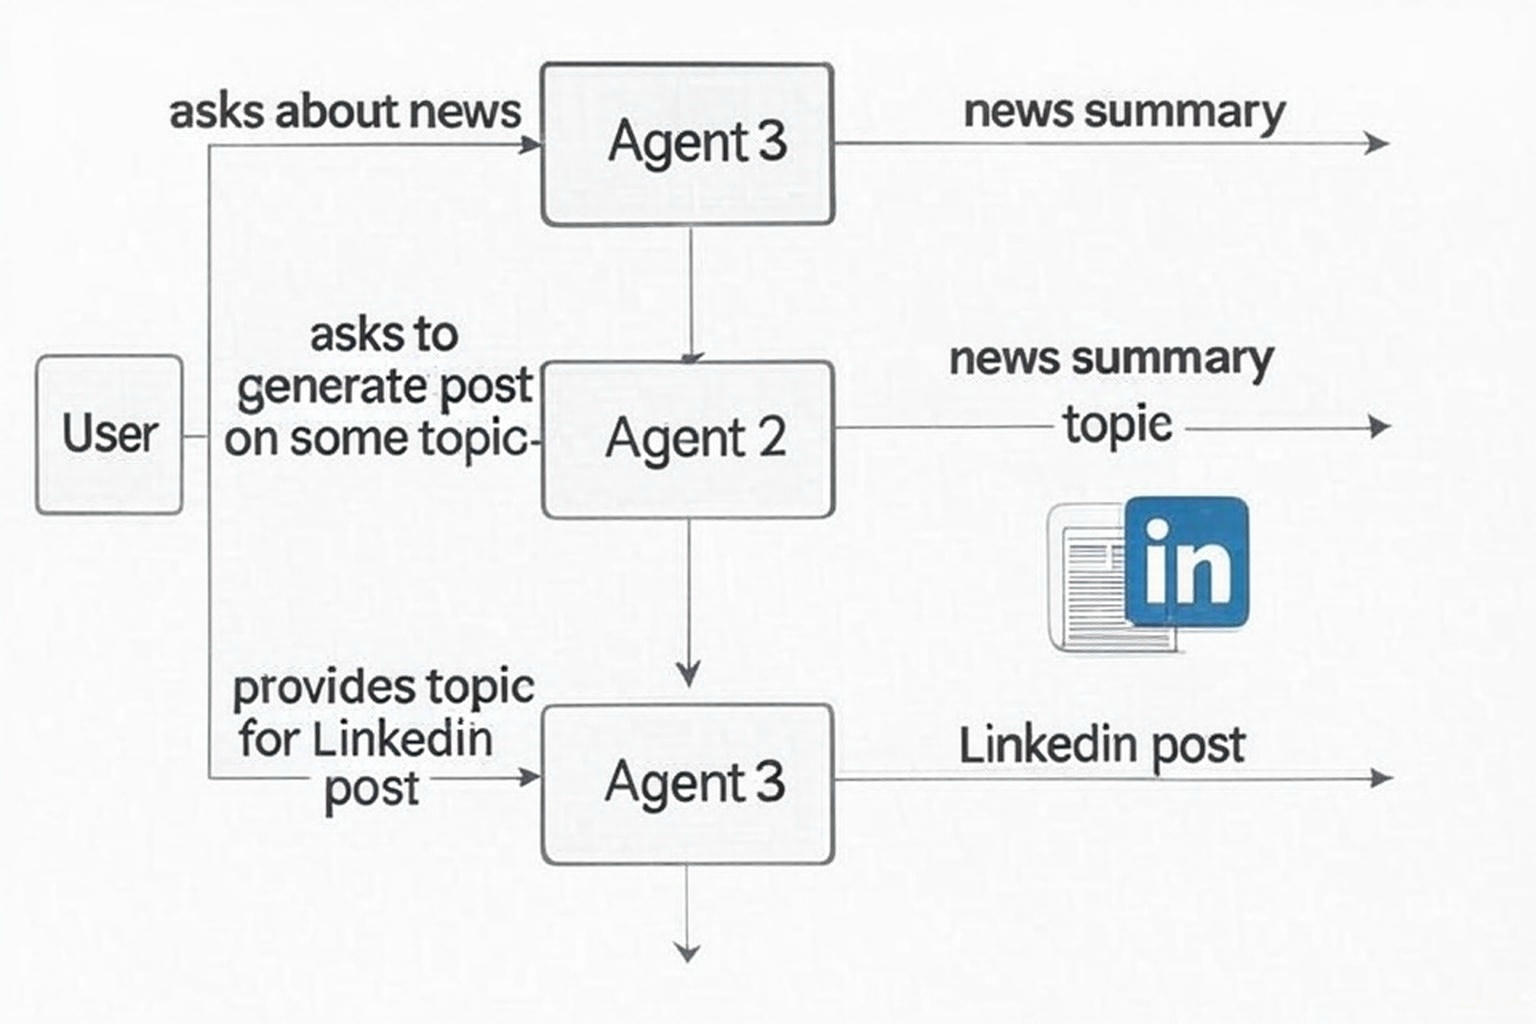 asks about news
Agent 3
news summary
asks to
generate post
on some topic-
User
Agent 2
news summary
topie
in
provides topic
for Linkedin
post
Agent 3
Linkedin post